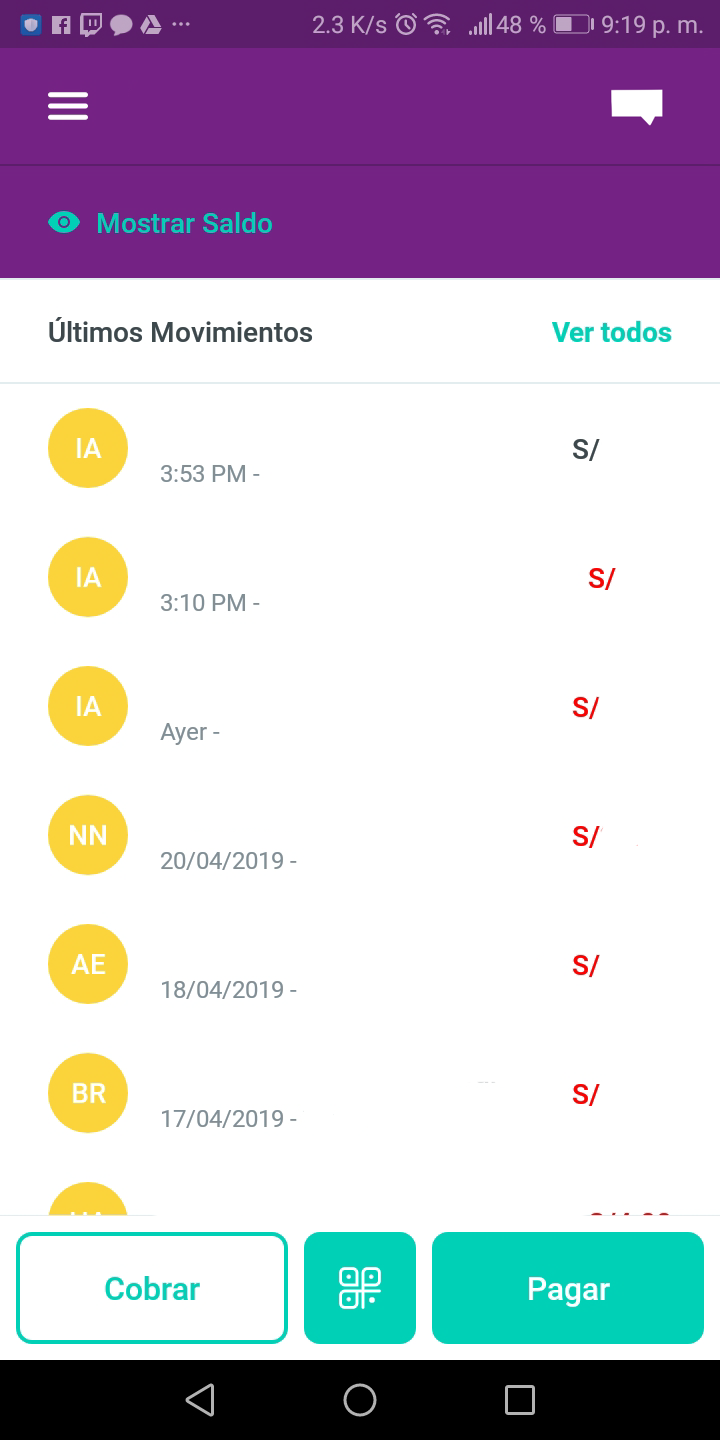 2.3 K/s 48 % 9:19 p. m.
Mostrar Saldo
Últimos Movimientos Ver todos
IA S/
3:53 PM -
IA S/
3:10 PM -
IA S/
Ayer -
NN S/
20/04/2019 -
AE S/
18/04/2019 -
BR S/
17/04/2019 -
Cobrar Pagar